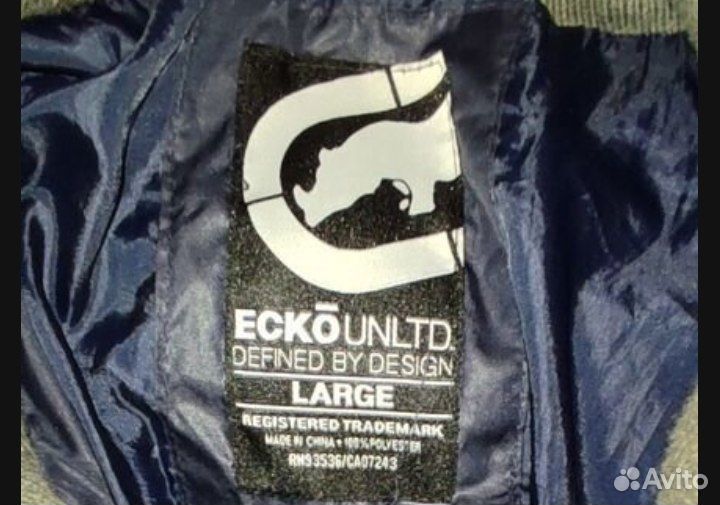 ECKŌ UNLTD.
DEFINED BY DESIGN
LARGE
REGISTERED TRADEMARK
MADE IN CHINA • 100% POLYESTER
RN93536/CA07243
Avito